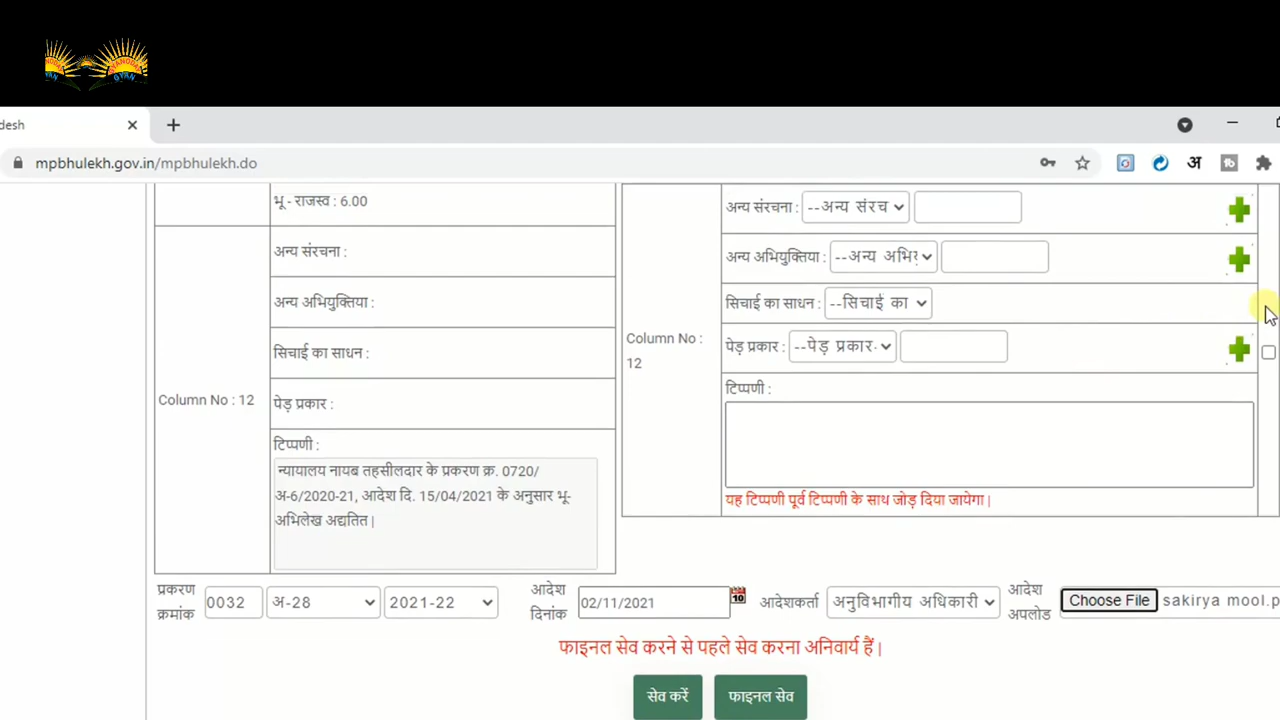 GYAN
desh
mpbhulekh.gov.in/mpbhulekh.do
भू - राजस्व : 6.00
Column No : 12
अन्य संरचना :
अन्य अभियुक्तिया :
सिचाई का साधन :
पेड़ प्रकार :
टिप्पणी :
न्यायालय नायब तहसीलदार के प्रकरण क्र. 0720/
अ-6/2020-21, आदेश दि. 15/04/2021 के अनुसार भू-
अभिलेख अद्यतित |
Column No :
12
अन्य संरचना : --अन्य संरच
अन्य अभियुक्तिया : --अन्य अभियु
सिचाई का साधन : --सिचाई का
पेड़ प्रकार : --पेड़ प्रकार-
टिप्पणी :
यह टिप्पणी पूर्व टिप्पणी के साथ जोड़ दिया जायेगा |
प्रकरण
क्रमांक
0032 अ-28 2021-22
आदेश
दिनांक
02/11/2021
आदेशकर्ता अनुविभागीय अधिकारी
आदेश
अपलोड
Choose File sakirya mool.p
फाइनल सेव करने से पहले सेव करना अनिवार्य हैं |
सेव करें फाइनल सेव